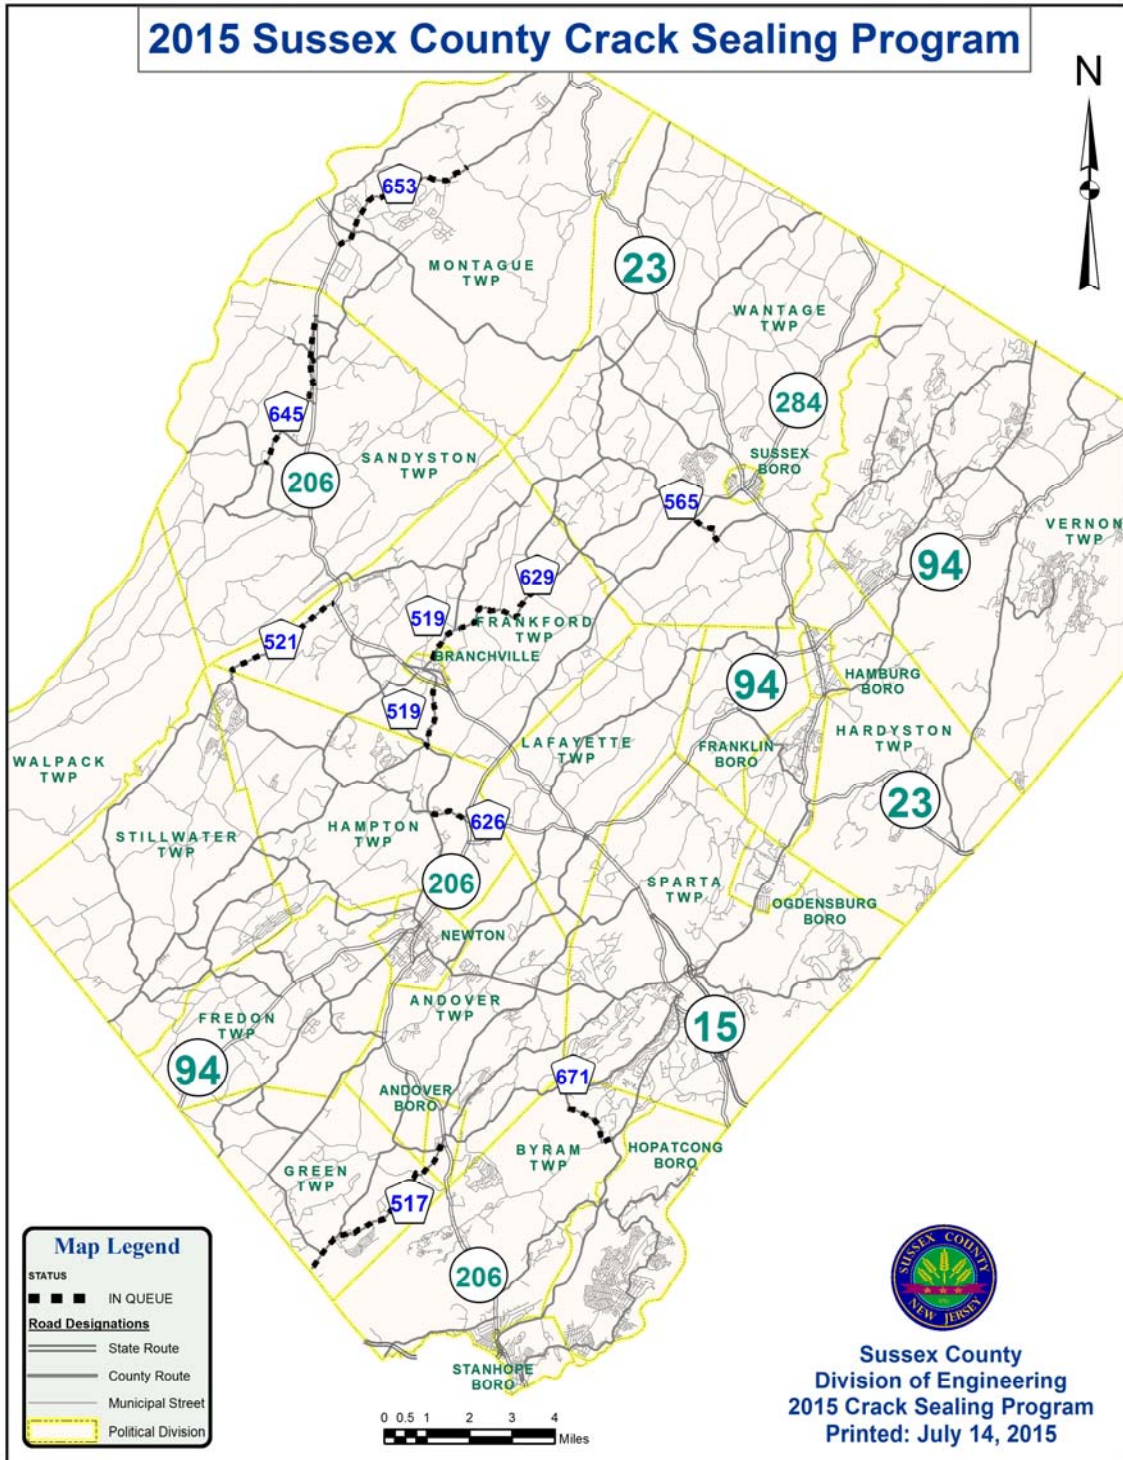 2015 Sussex County Crack Sealing Program
N
653
MONTAGUE
TWP
23
WANTAGE
TWP
284
645
SANDYSTON
TWP
206
SUSSEX
BORO
565
VERNON
TWP
94
629
519
FRANKFORD
TWP
521
BRANCHVILLE
94
HAMBURG
BORO
519
LAFAYETTE
TWP
FRANKLIN
BORO
HARDYSTON
TWP
WALPACK
TWP
23
STILLWATER
TWP
HAMPTON
TWP
626
206
SPARTA
TWP
OGDENSBURG
BORO
NEWTON
ANDOVER
TWP
FREDON
TWP
15
94
671
ANDOVER
BORO
BYRAM
TWP
HOPATCONG
BORO
GREEN
TWP
517
206
STANHOPE
BORO
Map Legend
STATUS
IN QUEUE
Road Designations
State Route
County Route
Municipal Street
Political Division
0 0.5 1 2 3 4
Miles
SUSSEX COUNTY
NEW JERSEY
Sussex County
Division of Engineering
2015 Crack Sealing Program
Printed: July 14, 2015